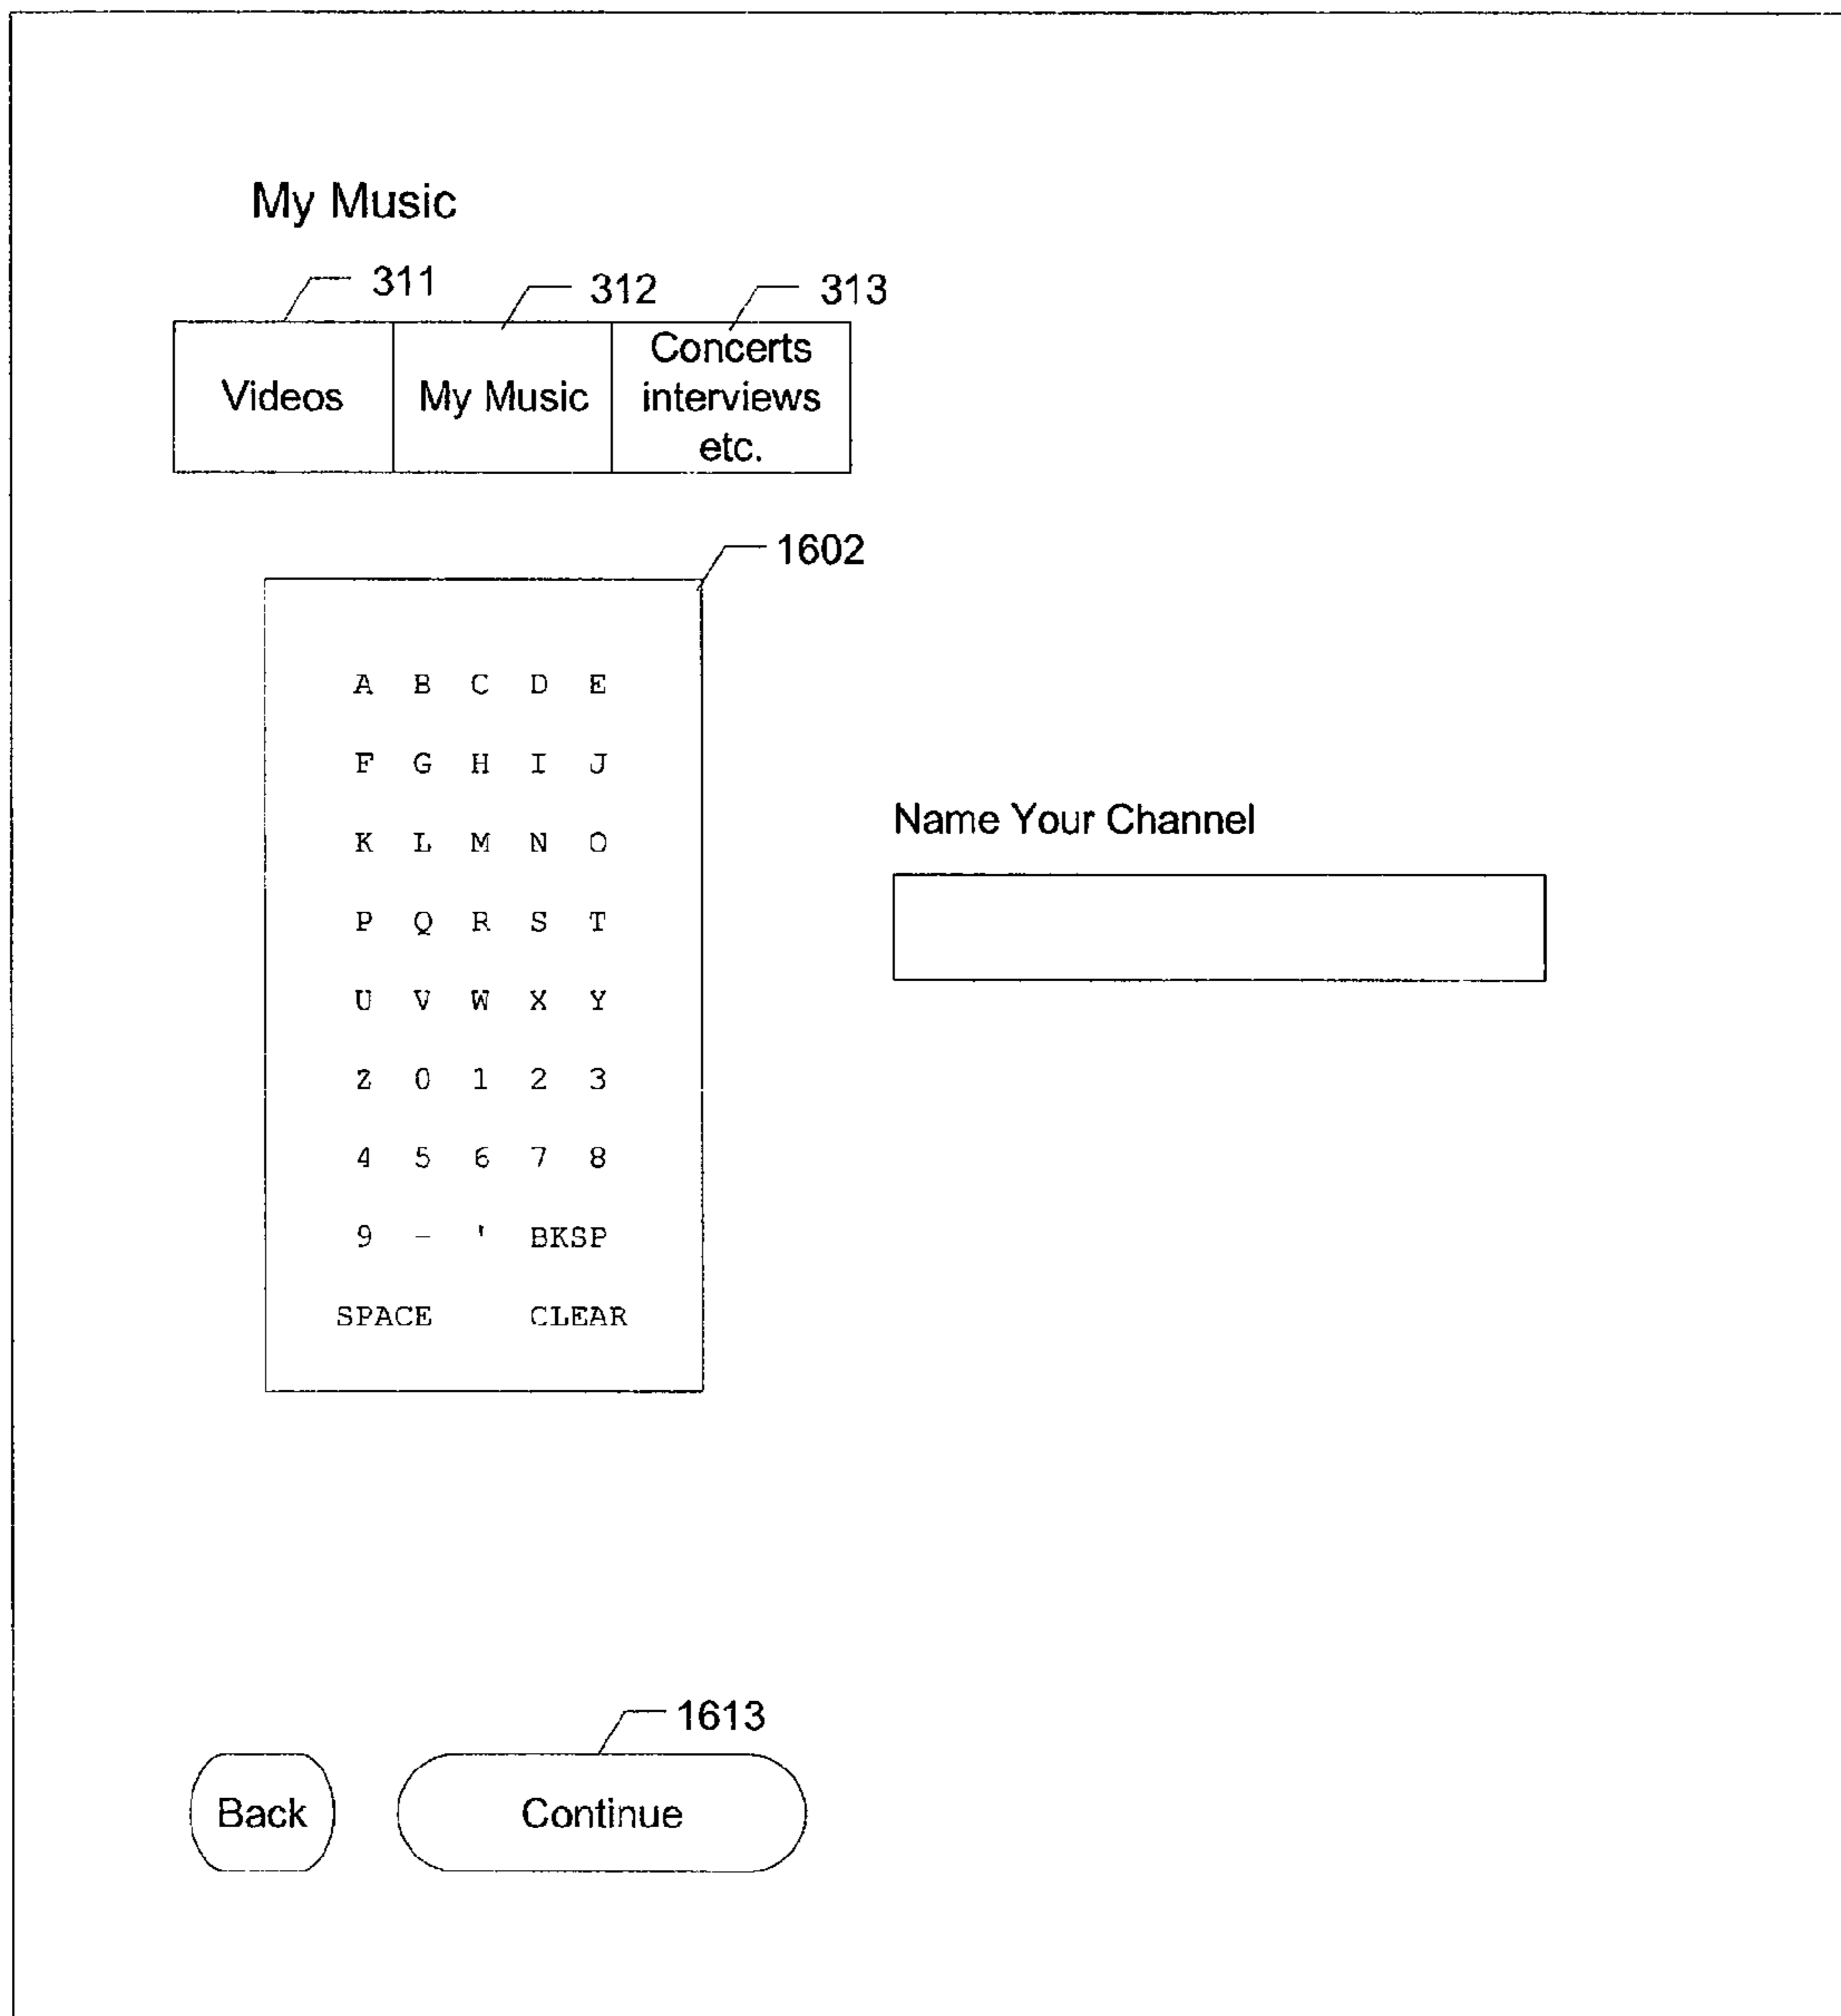 My Music
311 312 313
Videos My Music Concerts interviews etc.
1602
A B C D E
F G H I J
K L M N O
P Q R S T
U V W X Y
Z 0 1 2 3
4 5 6 7 8
9 - ' BKSP
SPACE CLEAR
Name Your Channel
1613
Back Continue